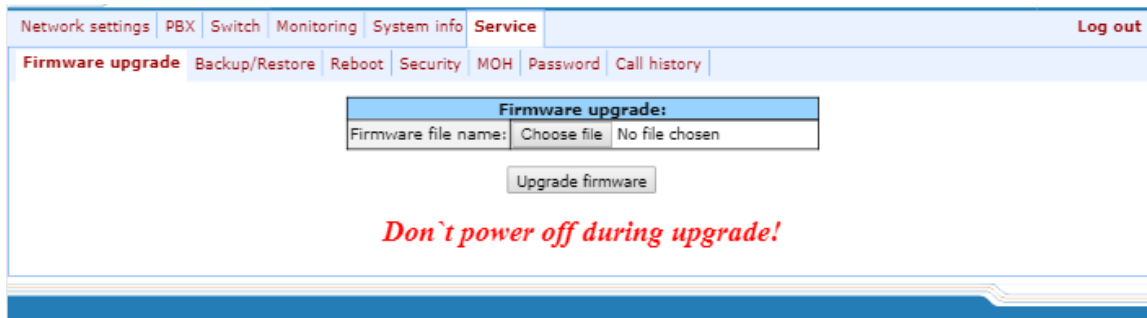 Network settings PBX Switch Monitoring System info Service Log out
Firmware upgrade Backup/Restore Reboot Security MOH Password Call history
Firmware upgrade:
Firmware file name: Choose file No file chosen
Upgrade firmware
Don`t power off during upgrade!